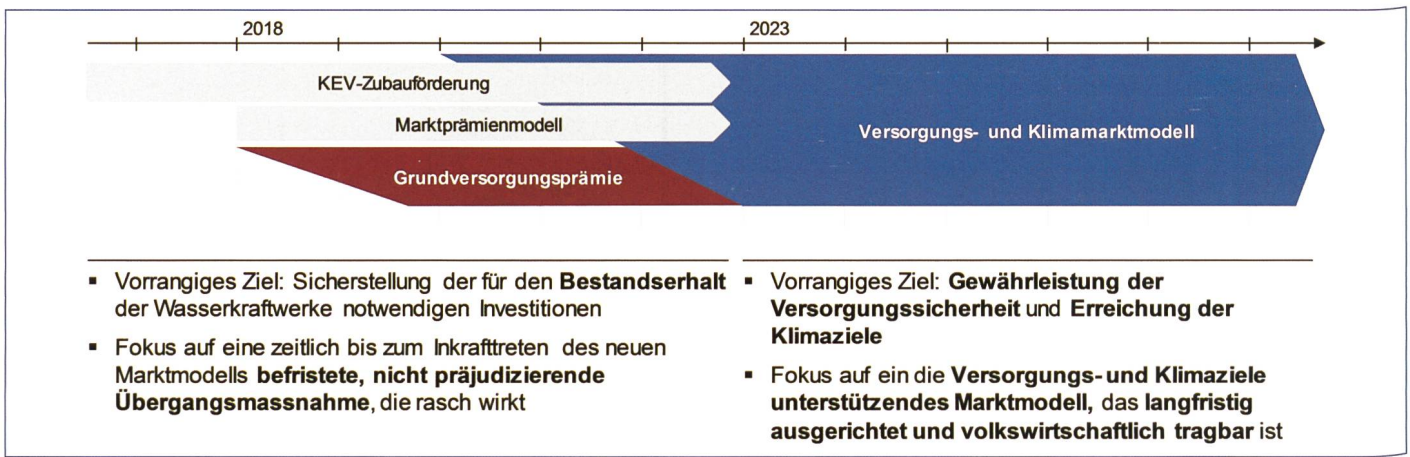 2018
2023
KEV-Zubauförderung
Marktprämienmodell
Versorgungs- und Klimamarktmodell
Grundversorgungsprämie
▪ Vorrangiges Ziel: Sicherstellung der für den Bestandserhalt
der Wasserkraftwerke notwendigen Investitionen
▪ Fokus auf eine zeitlich bis zum Inkrafttreten des neuen
Marktmodells befristete, nicht präjudizierende
Übergangsmassnahme, die rasch wirkt
▪ Vorrangiges Ziel: Gewährleistung der
Versorgungssicherheit und Erreichung der
Klimaziele
▪ Fokus auf ein die Versorgungs- und Klimaziele
unterstützendes Marktmodell, das langfristig
ausgerichtet und volkswirtschaftlich tragbar ist